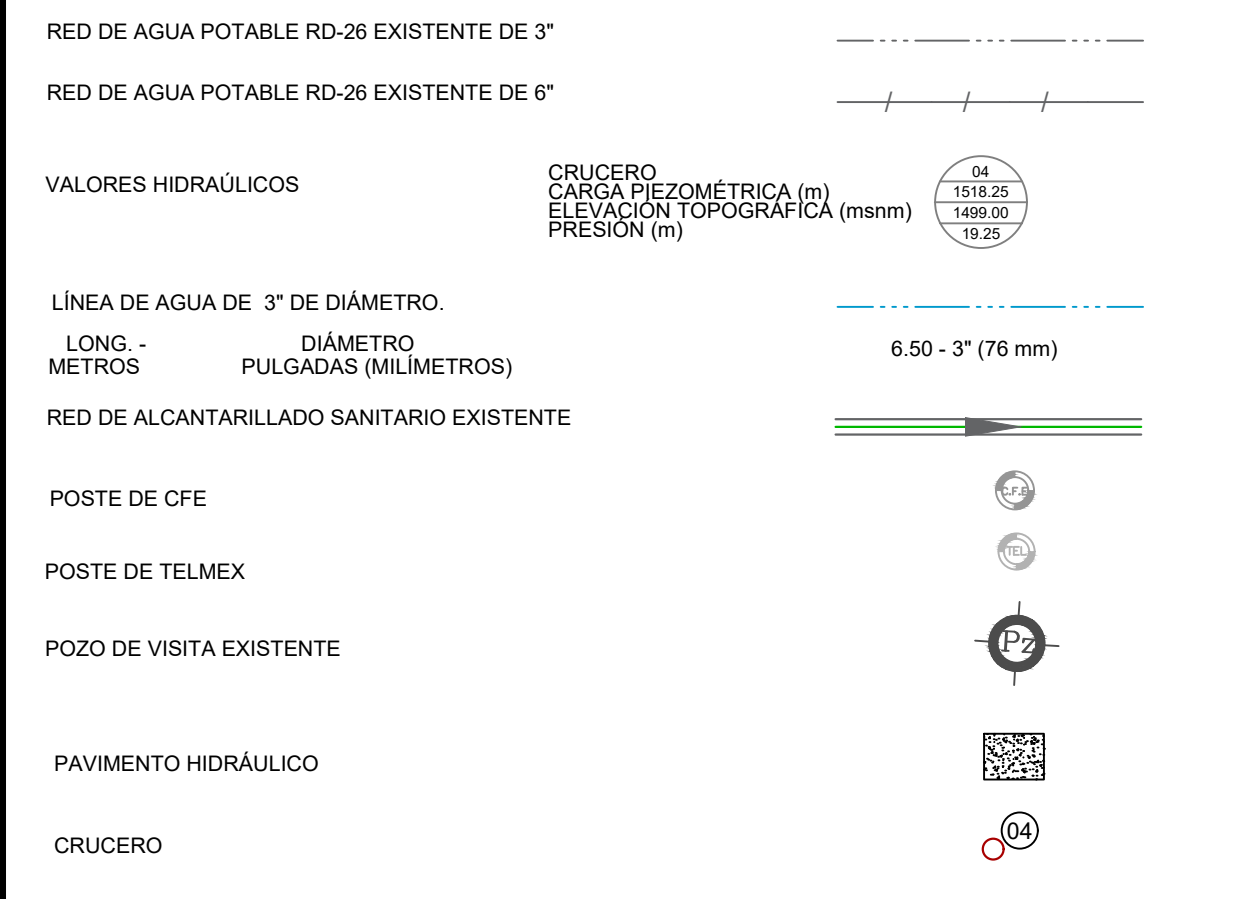 RED DE AGUA POTABLE RD-26 EXISTENTE DE 3"
RED DE AGUA POTABLE RD-26 EXISTENTE DE 6"
VALORES HIDRAÚLICOS
CRUCERO
CARGA PIEZOMÉTRICA (m)
ELEVACIÓN TOPOGRÁFICA (msnm)
PRESIÓN (m)
04
1518.25
1499.00
19.25
LÍNEA DE AGUA DE 3" DE DIÁMETRO.
LONG. - DIÁMETRO
METROS PULGADAS (MILÍMETROS)
6.50 - 3" (76 mm)
RED DE ALCANTARILLADO SANITARIO EXISTENTE
POSTE DE CFE
C.F.E
POSTE DE TELMEX
TEL
POZO DE VISITA EXISTENTE
Pz
PAVIMENTO HIDRÁULICO
CRUCERO
04